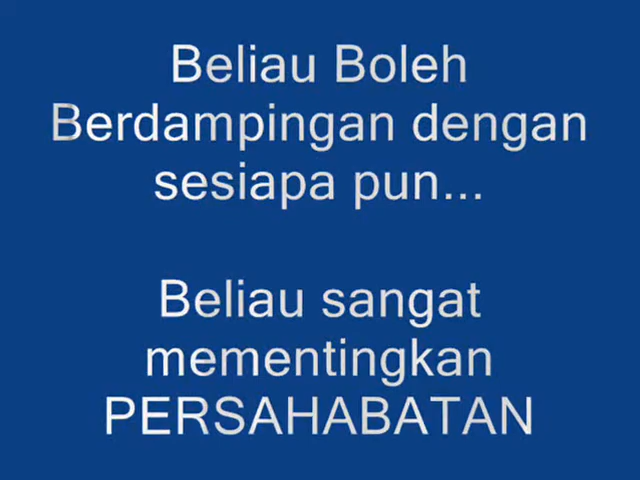 Beliau Boleh
Berdampingan dengan
sesiapa pun...
Beliau sangat
mementingkan
PERSAHABATAN